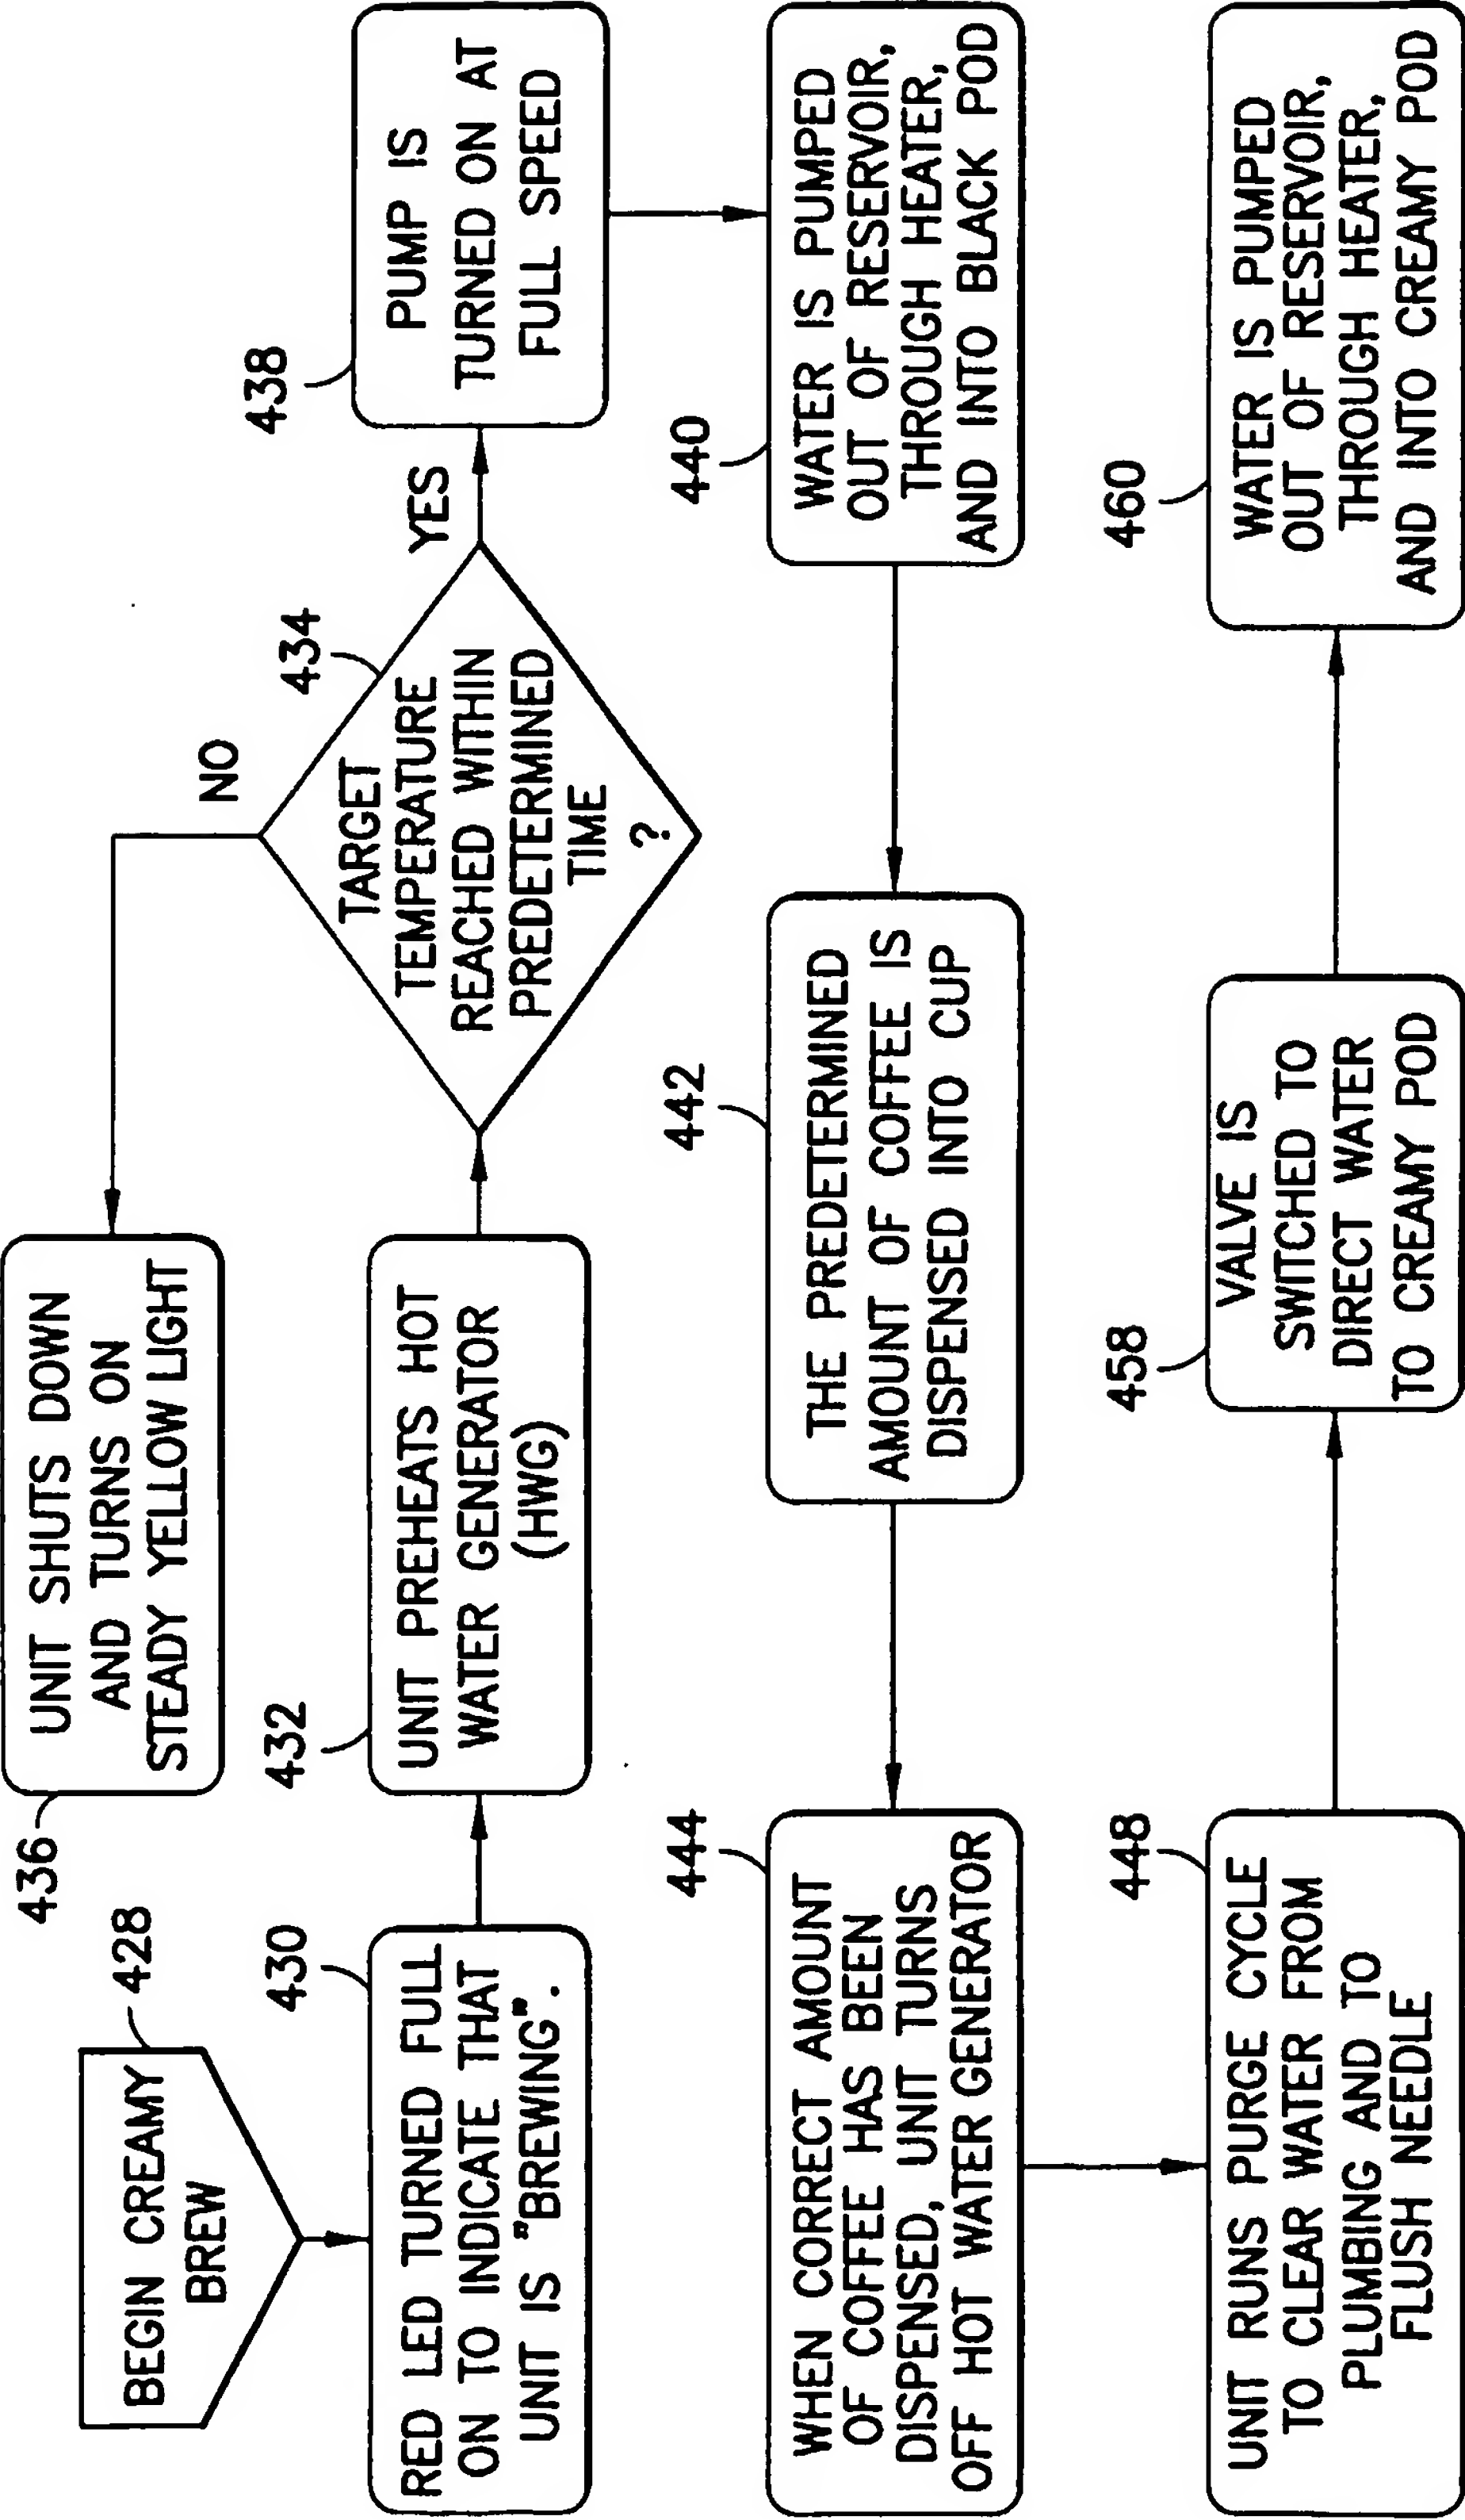 428
BEGIN CREAMY
BREW
430
RED LED TURNED FULL
ON TO INDICATE THAT
UNIT IS "BREWING".
432
UNIT PREHEATS HOT
WATER GENERATOR
(HWG)
434
TARGET
TEMPERATURE
REACHED WITHIN
PREDETERMINED
TIME
?
NO
436
UNIT SHUTS DOWN
AND TURNS ON
STEADY YELLOW LIGHT
YES
438
PUMP IS
TURNED ON AT
FULL SPEED
440
WATER IS PUMPED
OUT OF RESERVOIR,
THROUGH HEATER,
AND INTO BLACK POD
442
THE PREDETERMINED
AMOUNT OF COFFEE IS
DISPENSED INTO CUP
444
WHEN CORRECT AMOUNT
OF COFFEE HAS BEEN
DISPENSED, UNIT TURNS
OFF HOT WATER GENERATOR
448
UNIT RUNS PURGE CYCLE
TO CLEAR WATER FROM
PLUMBING AND TO
FLUSH NEEDLE
458
VALVE IS
SWITCHED TO
DIRECT WATER
TO CREAMY POD
460
WATER IS PUMPED
OUT OF RESERVOIR,
THROUGH HEATER,
AND INTO CREAMY POD